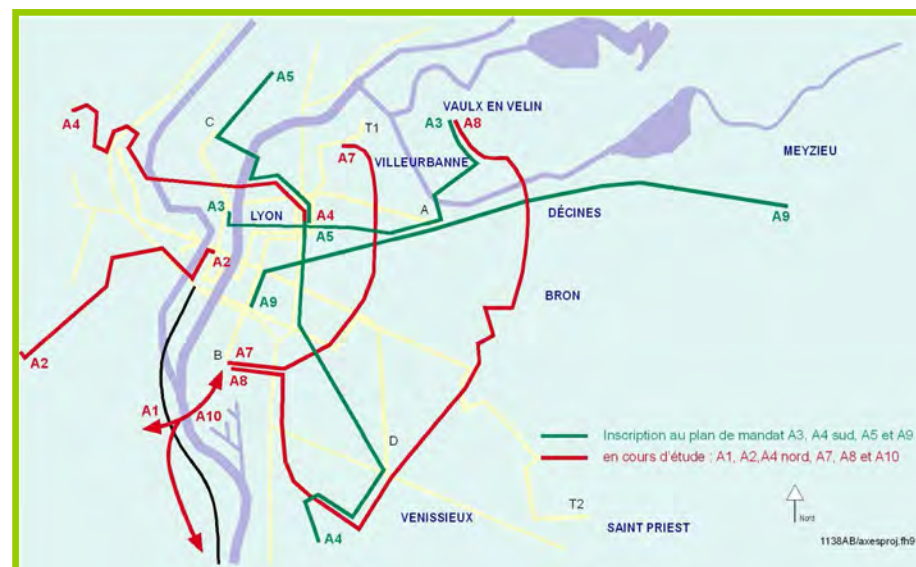 A5
VAULX EN VELIN
A4
C
T1
A3
A8
MEYZIEU
A7
VILLEURBANNE
A3
LYON
A4
A
DÉCINES
A9
A5
A2
A9
BRON
A2
B
A7
A8
A1
A10
Inscription au plan de mandat A3, A4 sud, A5 et A9
D
en cours d'étude : A1, A2,A4 nord, A7, A8 et A10
T2
VENISSIEUX
SAINT PRIEST
Nord
A4
1138AB/axesproj.fh9